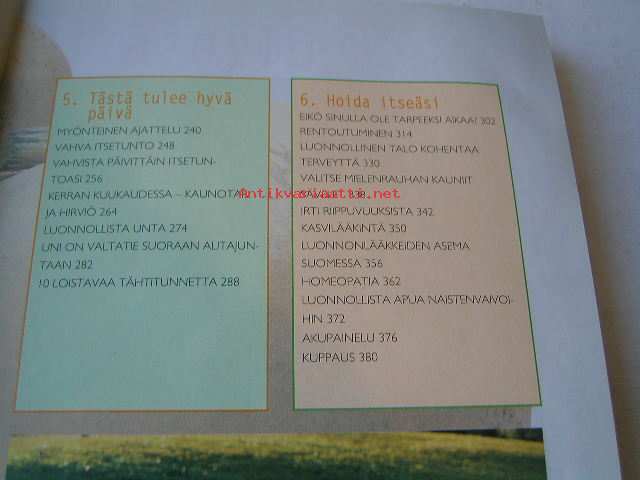 5. Tästä tulee hyvä
päivä
MYÖNTEINEN AJATTELU 240
VAHVA ITSETUNTO 248
VAHVISTA PÄIVITTÄIN ITSETUN-
TOASI 256
KERRAN KUUKAUDESSA – KAUNOTAR
JA HIRVIÖ 264
LUONNOLLISTA UNTA 274
UNI ON VALTATIE SUORAAN ALITAJUN-
TAAN 282
10 LOISTAVAA TÄHTITUNNETTA 288
6. Hoida itseäsi
EIKÖ SINULLA OLE TARPEEKSI AIKAA? 302
RENTOUTUMINEN 314
LUONNOLLINEN TALO KOHENTAA
TERVEYTTÄ 330
VALITSE MIELENRAUHAN KAUNIIT
PÄIVÄT 338
IRTI RIIPPUVUUKSISTA 342
KASVILÄÄKINTÄ 350
LUONNONLÄÄKKEIDEN ASEMA
SUOMESSA 356
HOMEOPATIA 362
LUONNOLLISTA APUA NAISTENVAIVOI-
HIN 372
AKUPAINELU 376
KUPPAUS 380
Antikvariaatti.net